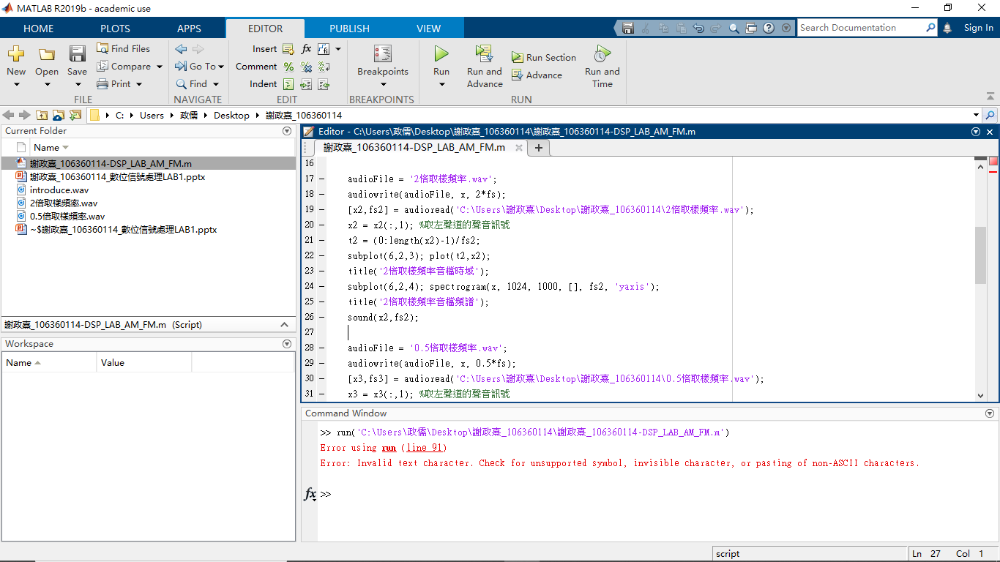 MATLAB R2019b - academic use
HOME PLOTS APPS EDITOR PUBLISH VIEW Search Documentation Sign In
New Open Save Find Files Compare Print
Go To Find
Insert fx
Comment
Indent
Breakpoints
Run Run and Advance Run Section Advance Run and Time
FILE NAVIGATE EDIT BREAKPOINTS RUN
C: Users 政儒 Desktop 謝政熹_106360114
Current Folder
Name
謝政熹_106360114-DSP_LAB_AM_FM.m
謝政熹_106360114_數位信號處理LAB1.pptx
introduce.wav
2倍取樣頻率.wav
0.5倍取樣頻率.wav
~$謝政熹_106360114_數位信號處理LAB1.pptx
謝政熹_106360114-DSP_LAB_AM_FM.m (Script)
Workspace
Name Value
Editor - C:\Users\政儒\Desktop\謝政熹_106360114\謝政熹_106360114-DSP_LAB_AM_FM.m
謝政熹_106360114-DSP_LAB_AM_FM.m
16
17 – audioFile = '2倍取樣頻率.wav';
18 – audiowrite(audioFile, x, 2*fs);
19 – [x2,fs2] = audioread('C:\Users\謝政熹\Desktop\謝政熹_106360114\2倍取樣頻率.wav');
20 – x2 = x2(:,1); %取左聲道的聲音訊號
21 – t2 = (0:length(x2)-1)/fs2;
22 – subplot(6,2,3); plot(t2,x2);
23 – title('2倍取樣頻率音檔時域');
24 – subplot(6,2,4); spectrogram(x, 1024, 1000, [], fs2, 'yaxis');
25 – title('2倍取樣頻率音檔頻譜');
26 – sound(x2,fs2);
27
28 – audioFile = '0.5倍取樣頻率.wav';
29 – audiowrite(audioFile, x, 0.5*fs);
30 – [x3,fs3] = audioread('C:\Users\謝政熹\Desktop\謝政熹_106360114\0.5倍取樣頻率.wav');
31 – x3 = x3(:,1); %取左聲道的聲音訊號
Command Window
>> run('C:\Users\政儒\Desktop\謝政熹_106360114\謝政熹_106360114-DSP_LAB_AM_FM.m')
Error using run (line 91)
Error: Invalid text character. Check for unsupported symbol, invisible character, or pasting of non-ASCII characters.
fx >>
script Ln 27 Col 1